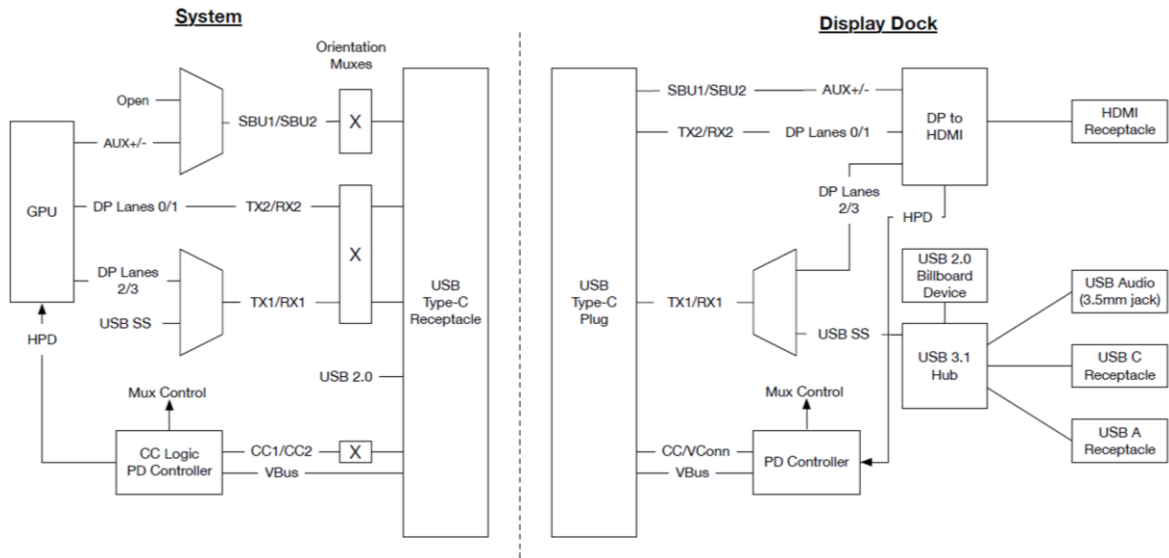 System
Display Dock
Orientation
Muxes
Open
AUX+/-
SBU1/SBU2
X
GPU
DP Lanes 0/1
TX2/RX2
X
DP Lanes
2/3
USB SS
TX1/RX1
HPD
USB
Type-C
Receptacle
USB 2.0
Mux Control
CC Logic
PD Controller
CC1/CC2
X
VBus
USB
Type-C
Plug
SBU1/SBU2
AUX+/-
TX2/RX2
DP Lanes 0/1
DP to
HDMI
HDMI
Receptacle
DP Lanes
2/3
HPD
TX1/RX1
USB SS
USB 2.0
Billboard
Device
USB 3.1
Hub
USB Audio
(3.5mm jack)
USB C
Receptacle
USB A
Receptacle
Mux Control
CC/VConn
VBus
PD Controller